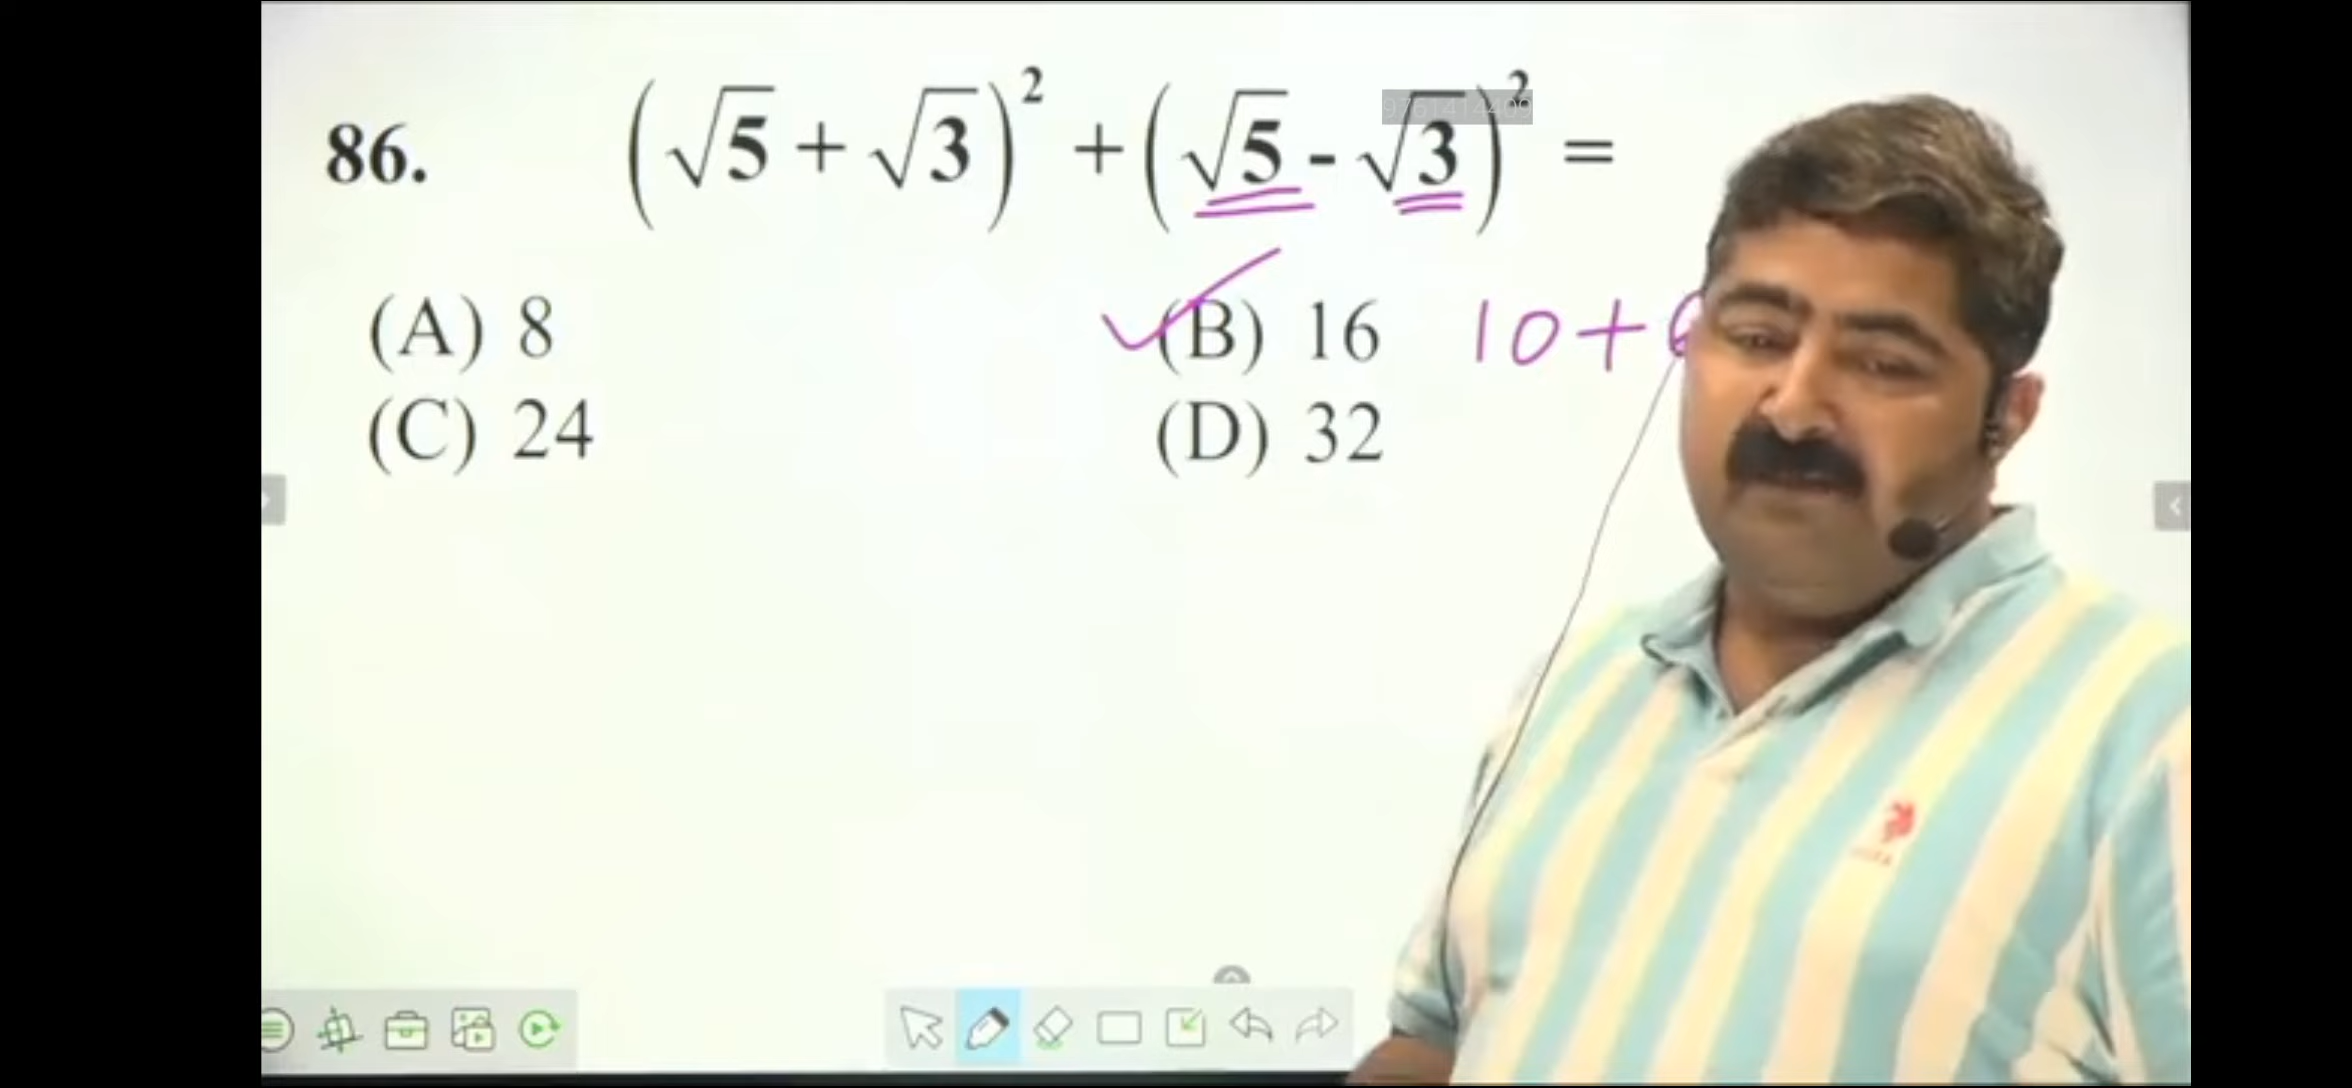 86. (√5 + √3)² + (√5 - √3)² =
(A) 8
(B) 16 10+
(C) 24
(D) 32